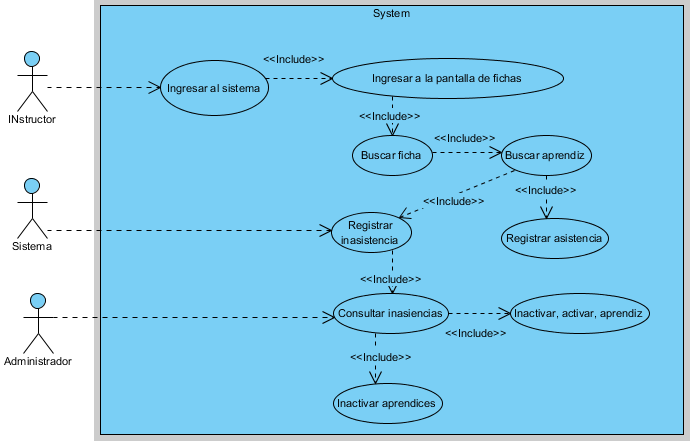 System
<<Include>>
Ingresar al sistema
Ingresar a la pantalla de fichas
INstructor
<<Include>>
<<Include>>
Buscar ficha
Buscar aprendiz
<<Include>>
<<Include>>
Registrar
inasistencia
Registrar asistencia
Sistema
<<Include>>
Consultar inasiencias
Inactivar, activar, aprendiz
<<Include>>
Administrador
<<Include>>
Inactivar aprendices